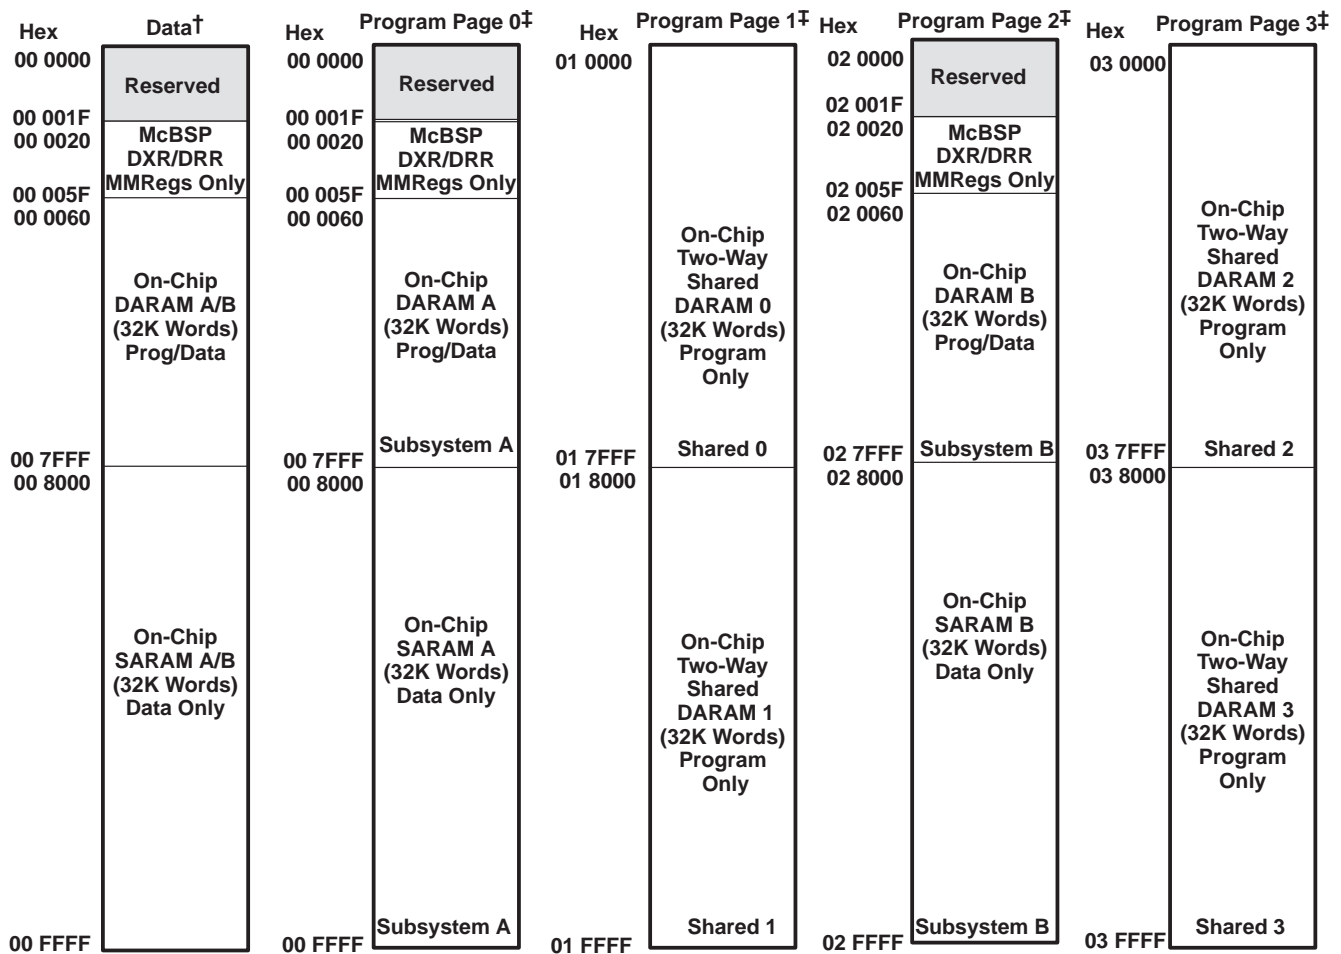 Hex
Data†
00 0000
Reserved
00 001F
00 0020
McBSP
DXR/DRR
MMRegs Only
00 005F
00 0060
On-Chip
DARAM A/B
(32K Words)
Prog/Data
00 7FFF
00 8000
On-Chip
SARAM A/B
(32K Words)
Data Only
00 FFFF
Hex
Program Page 0‡
00 0000
Reserved
00 001F
00 0020
McBSP
DXR/DRR
MMRegs Only
00 005F
00 0060
On-Chip
DARAM A
(32K Words)
Prog/Data
Subsystem A
00 7FFF
00 8000
On-Chip
SARAM A
(32K Words)
Data Only
Subsystem A
00 FFFF
Hex
Program Page 1‡
01 0000
On-Chip
Two-Way
Shared
DARAM 0
(32K Words)
Program
Only
Shared 0
01 7FFF
01 8000
On-Chip
Two-Way
Shared
DARAM 1
(32K Words)
Program
Only
Shared 1
01 FFFF
Hex
Program Page 2‡
02 0000
Reserved
02 001F
02 0020
McBSP
DXR/DRR
MMRegs Only
02 005F
02 0060
On-Chip
DARAM B
(32K Words)
Prog/Data
Subsystem B
02 7FFF
02 8000
On-Chip
SARAM B
(32K Words)
Data Only
Subsystem B
02 FFFF
Hex
Program Page 3‡
03 0000
On-Chip
Two-Way
Shared
DARAM 2
(32K Words)
Program
Only
Shared 2
03 7FFF
03 8000
On-Chip
Two-Way
Shared
DARAM 3
(32K Words)
Program
Only
Shared 3
03 FFFF